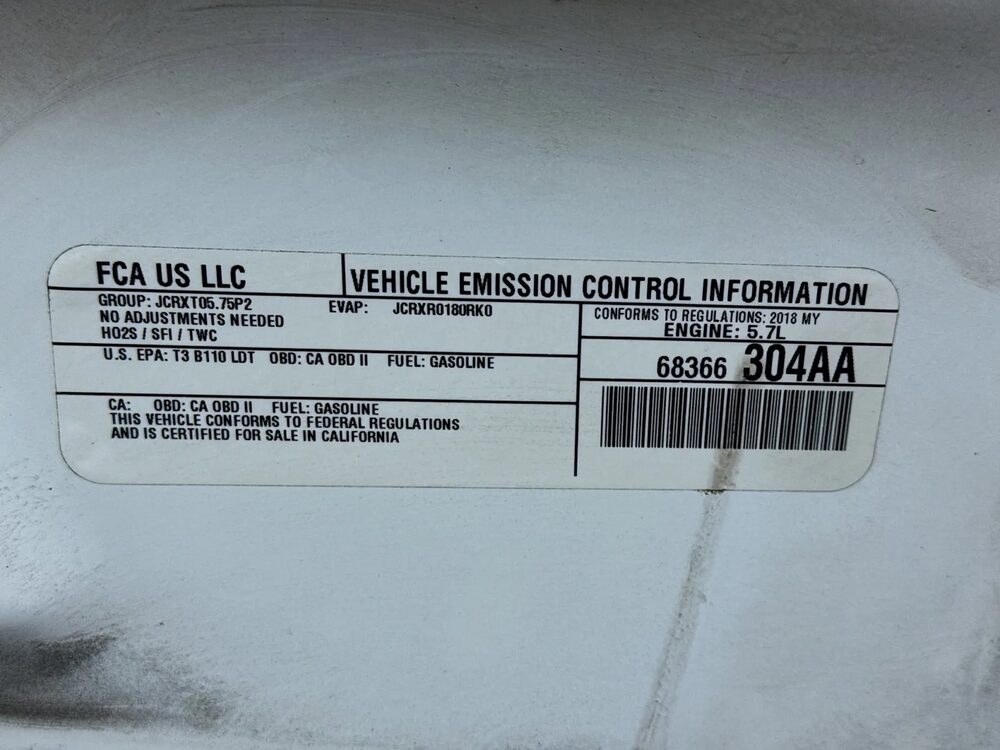 FCA US LLC
VEHICLE EMISSION CONTROL INFORMATION
GROUP: JCRXT05.75P2 EVAP: JCRXR0180RK0
NO ADJUSTMENTS NEEDED
HO2S / SFI / TWC
CONFORMS TO REGULATIONS: 2018 MY
ENGINE: 5.7L
U.S. EPA: T3 B110 LDT OBD: CA OBD II FUEL: GASOLINE
68366 304AA
CA: OBD: CA OBD II FUEL: GASOLINE
THIS VEHICLE CONFORMS TO FEDERAL REGULATIONS
AND IS CERTIFIED FOR SALE IN CALIFORNIA